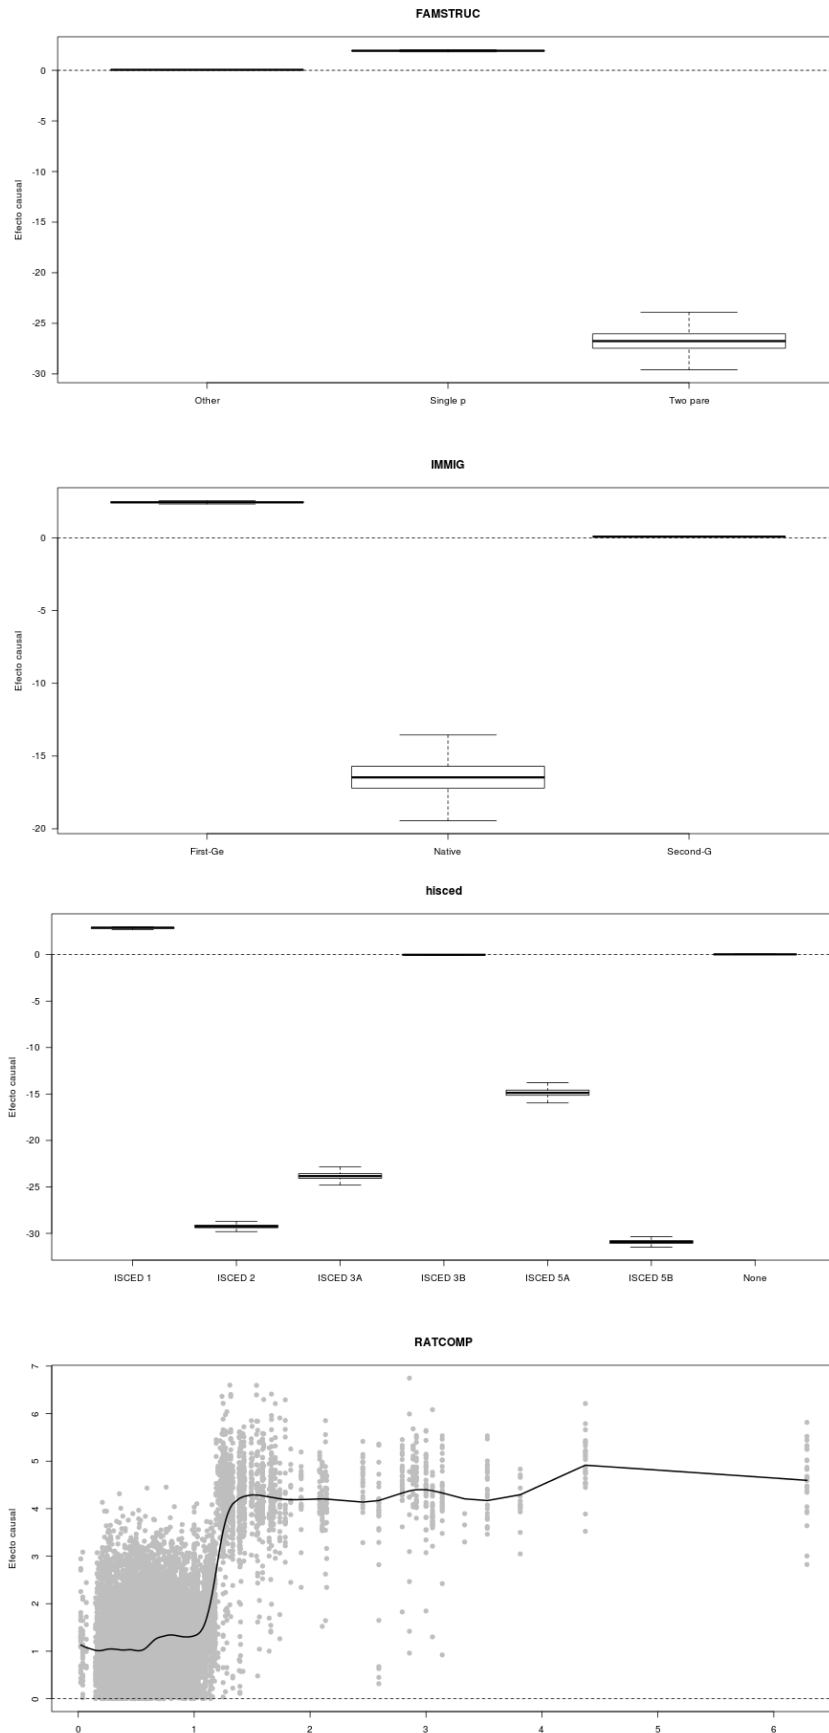 FAMSTRUC
0
-5
-10
-15
-20
-25
-30
Efecto causal
Other Single p Two pare
IMMIG
0
-5
-10
-15
-20
Efecto causal
First-Ge Native Second-G
hisced
0
-5
-10
-15
-20
-25
-30
Efecto causal
ISCED 1 ISCED 2 ISCED 3A ISCED 3B ISCED 5A ISCED 5B None
RATCOMP
7
6
5
4
3
2
1
0
Efecto causal
0 1 2 3 4 5 6